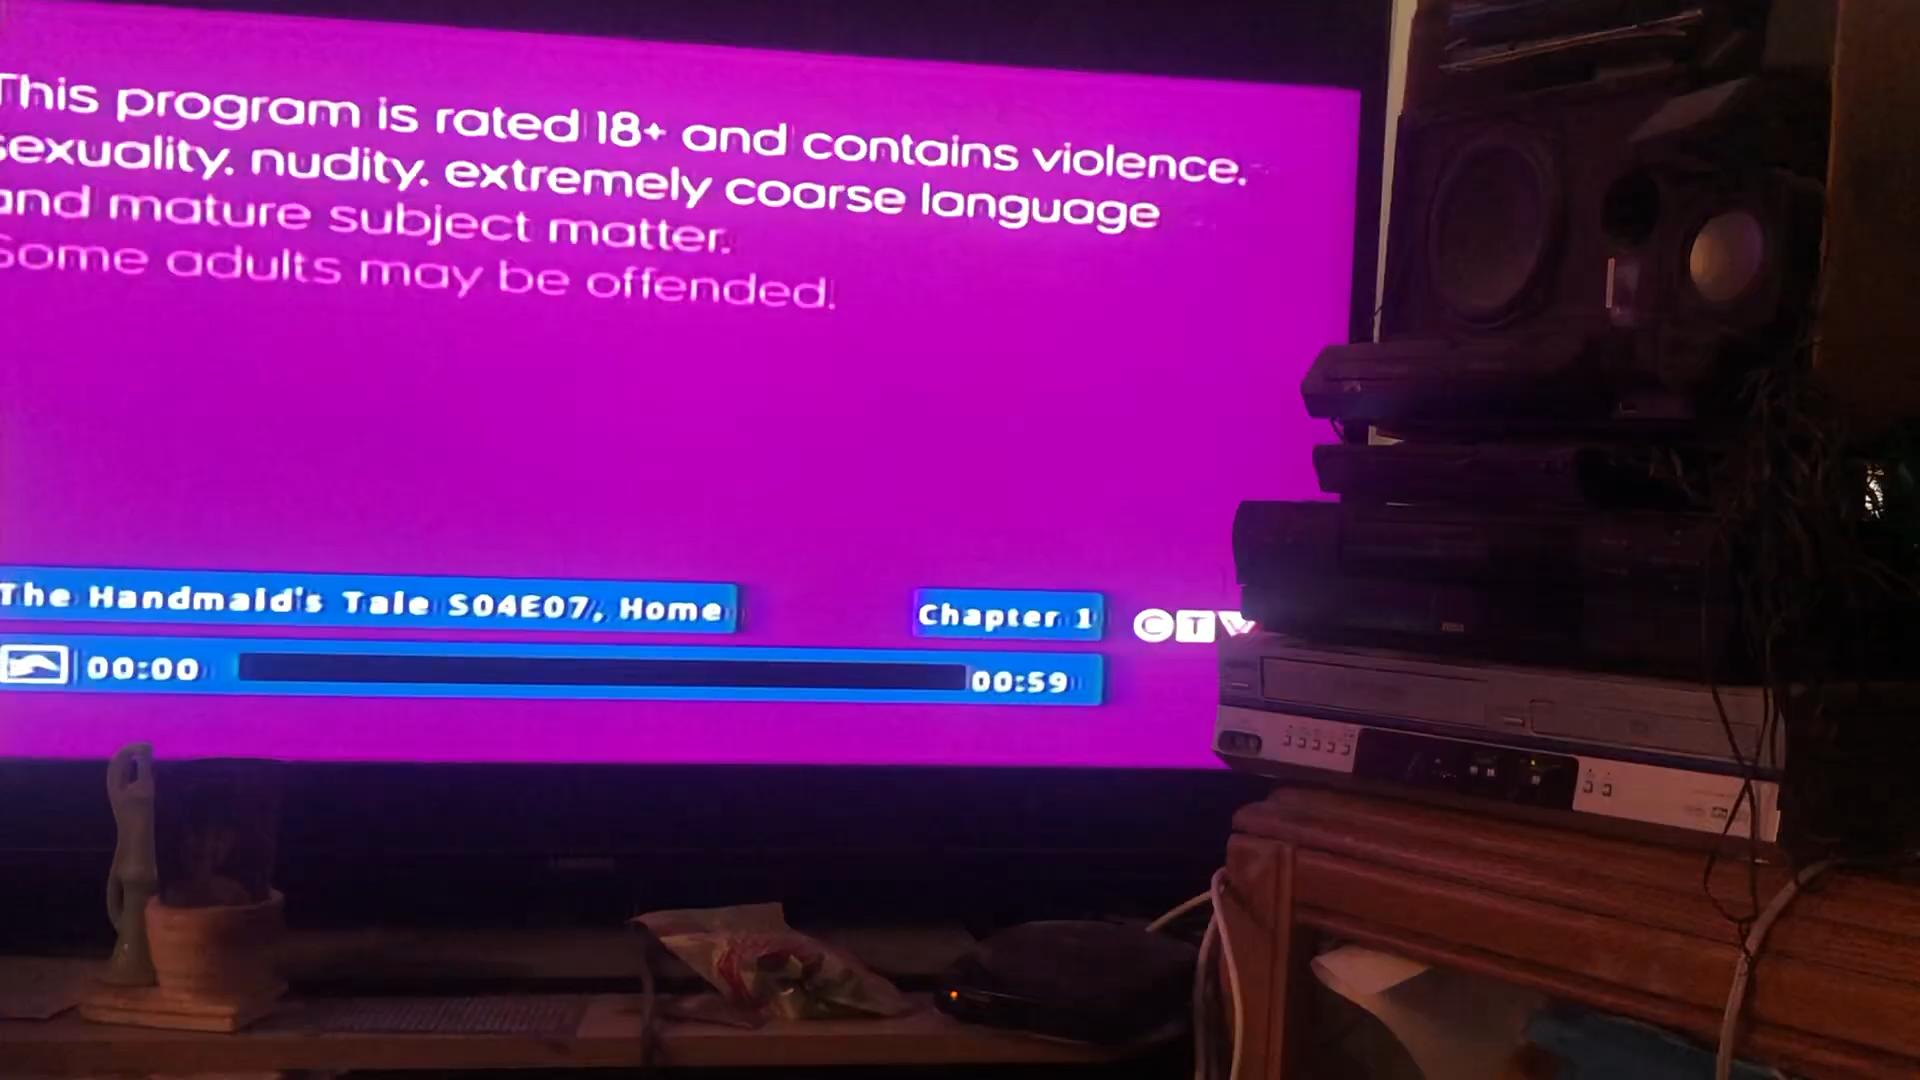 This program is rated 18+ and contains violence.
sexuality. nudity. extremely coarse language
and mature subject matter.
Some adults may be offended.
The Handmaid's Tale S04E07, Home
Chapter 1
CTV
00:00
00:59